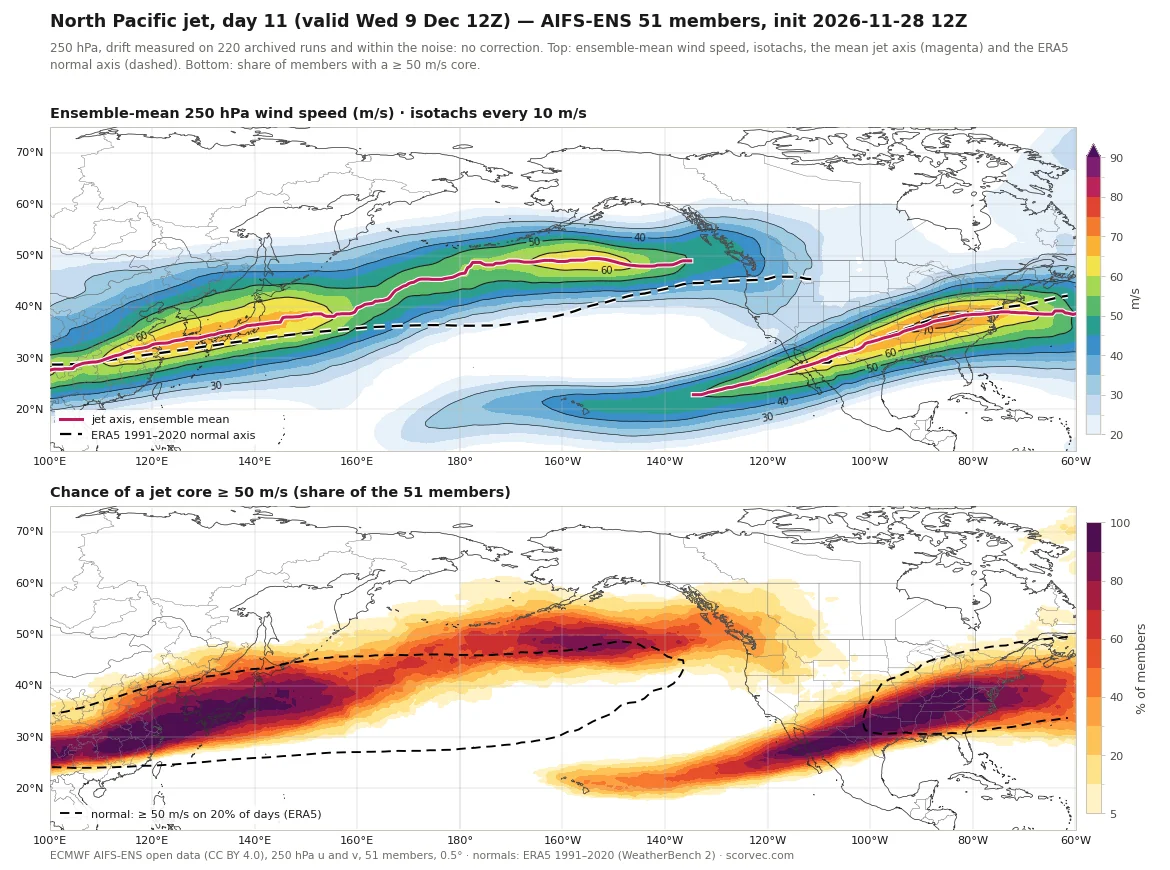 North Pacific jet, day 11 (valid Wed 9 Dec 12Z) — AIFS-ENS 51 members, init 2026-11-28 12Z
250 hPa, drift measured on 220 archived runs and within the noise: no correction. Top: ensemble-mean wind speed, isotachs, the mean jet axis (magenta) and the ERA5
normal axis (dashed). Bottom: share of members with a ≥ 50 m/s core.
Ensemble-mean 250 hPa wind speed (m/s) · isotachs every 10 m/s
70°N
60°N
50°N
40°N
30°N
20°N
50
40
60
60
30
70
60
50
40
30
jet axis, ensemble mean
ERA5 1991–2020 normal axis
100°E 120°E 140°E 160°E 180° 160°W 140°W 120°W 100°W 80°W 60°W
90
80
70
60
50
40
30
20
m/s
Chance of a jet core ≥ 50 m/s (share of the 51 members)
70°N
60°N
50°N
40°N
30°N
20°N
normal: ≥ 50 m/s on 20% of days (ERA5)
100°E 120°E 140°E 160°E 180° 160°W 140°W 120°W 100°W 80°W 60°W
100
80
60
40
20
5
% of members
ECMWF AIFS-ENS open data (CC BY 4.0), 250 hPa u and v, 51 members, 0.5° · normals: ERA5 1991–2020 (WeatherBench 2) · scorvec.com